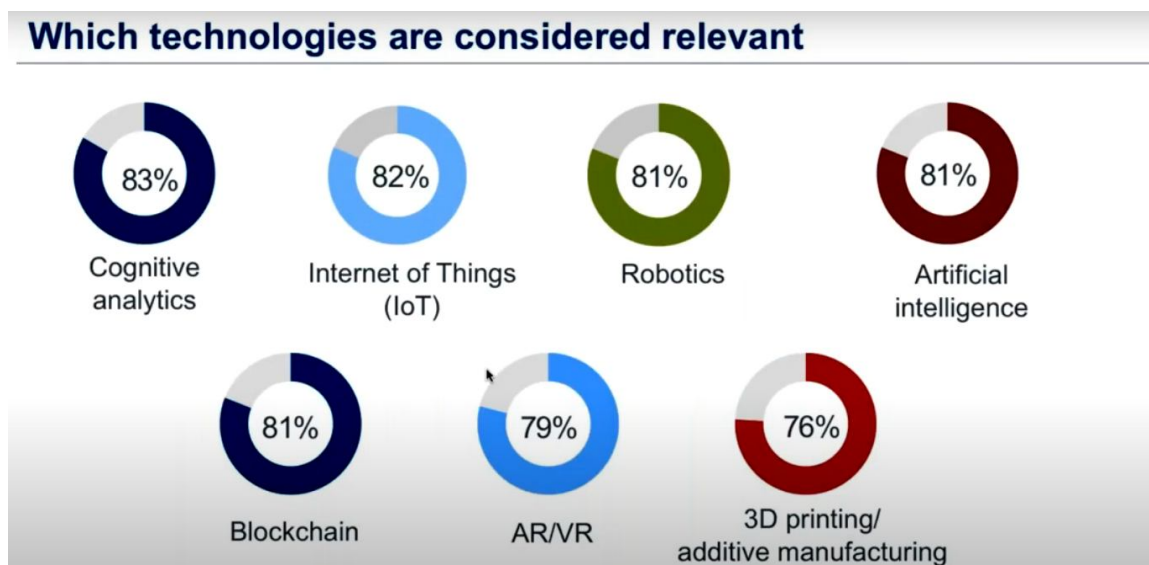 Which technologies are considered relevant
83%
Cognitive
analytics
82%
Internet of Things
(IoT)
81%
Robotics
81%
Artificial
intelligence
81%
Blockchain
79%
AR/VR
76%
3D printing/
additive manufacturing